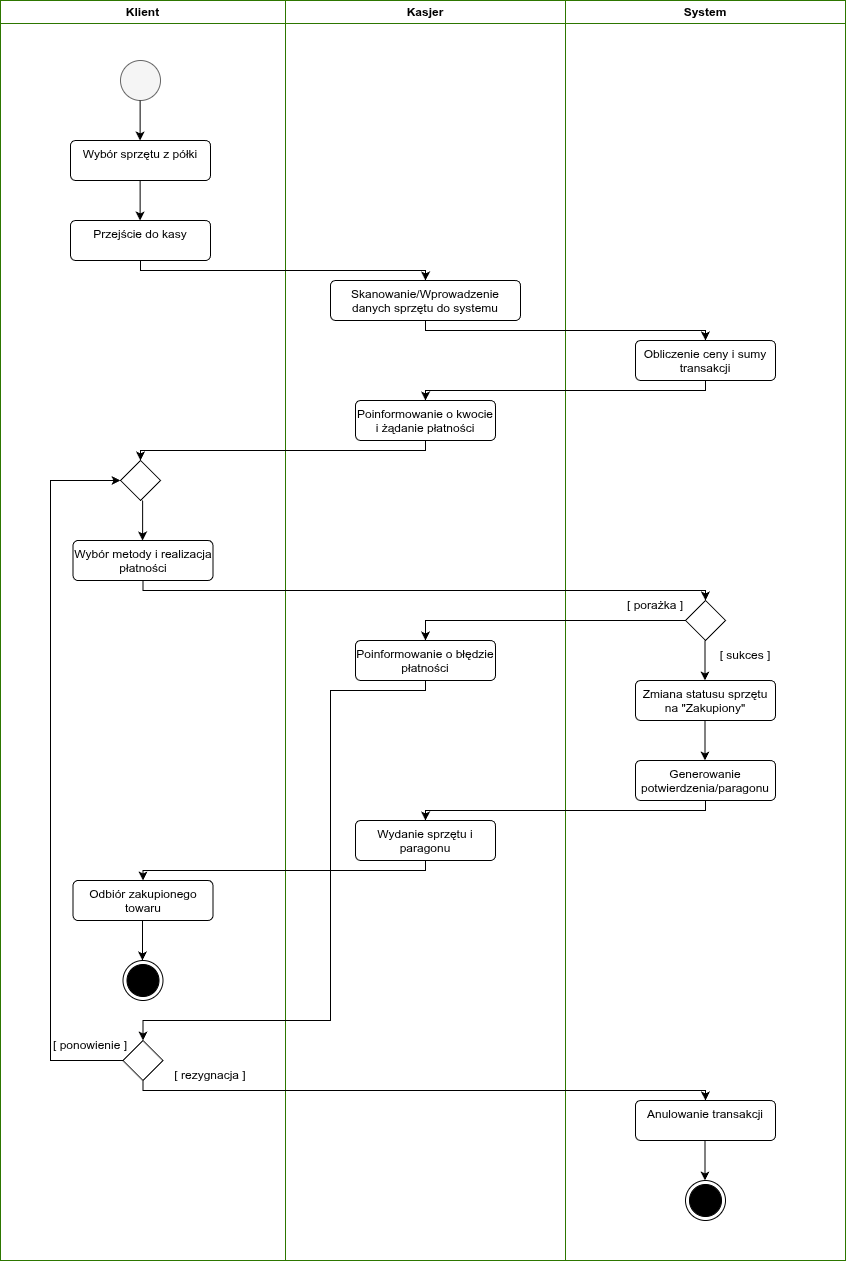 Klient
Kasjer
System
Wybór sprzętu z półki
Przejście do kasy
Skanowanie/Wprowadzenie
danych sprzętu do systemu
Obliczenie ceny i sumy
transakcji
Poinformowanie o kwocie
i żądanie płatności
Wybór metody i realizacja
płatności
[ porażka ]
Poinformowanie o błędzie
płatności
[ sukces ]
Zmiana statusu sprzętu
na "Zakupiony"
Generowanie
potwierdzenia/paragonu
Wydanie sprzętu i
paragonu
Odbiór zakupionego
towaru
[ ponowienie ]
[ rezygnacja ]
Anulowanie transakcji